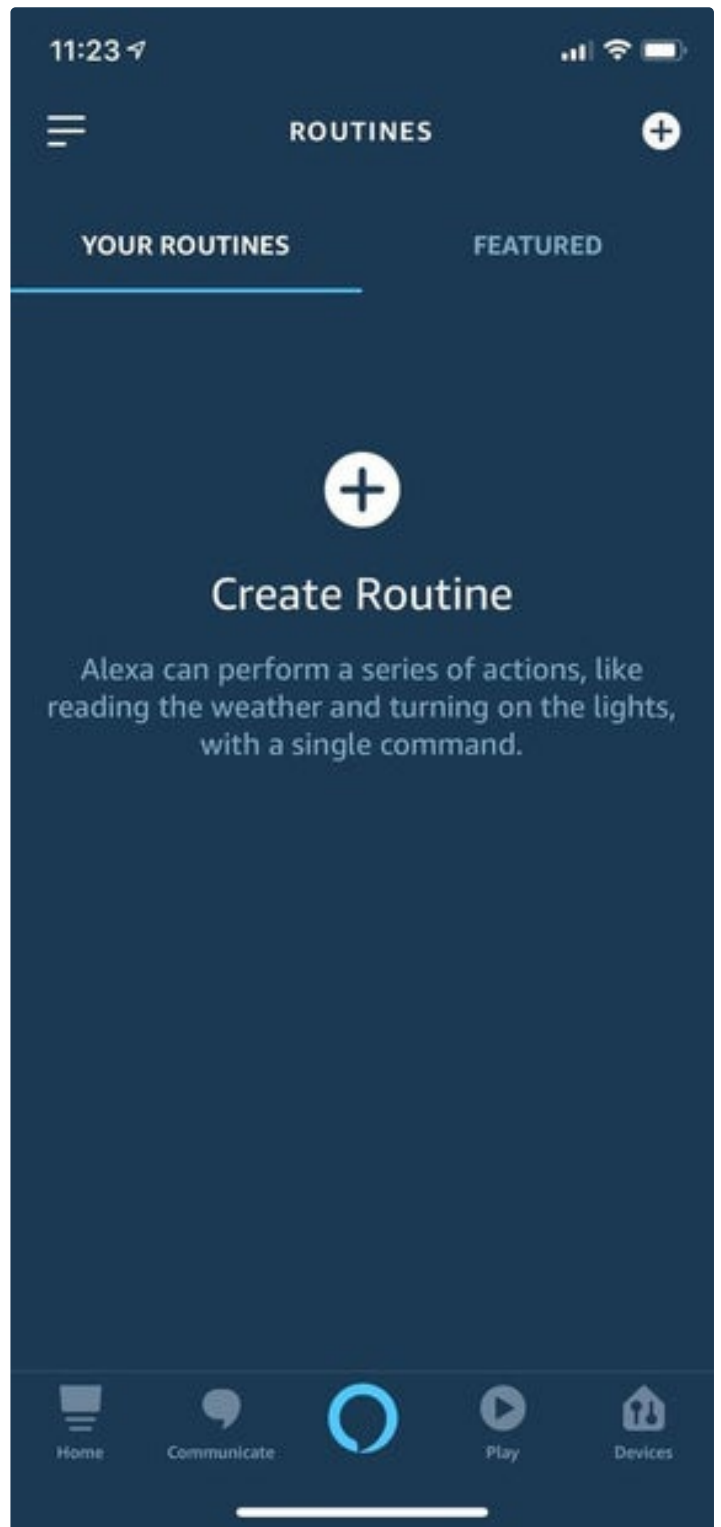 11:23
ROUTINES
YOUR ROUTINES
FEATURED
Create Routine
Alexa can perform a series of actions, like
reading the weather and turning on the lights,
with a single command.
Home
Communicate
Play
Devices